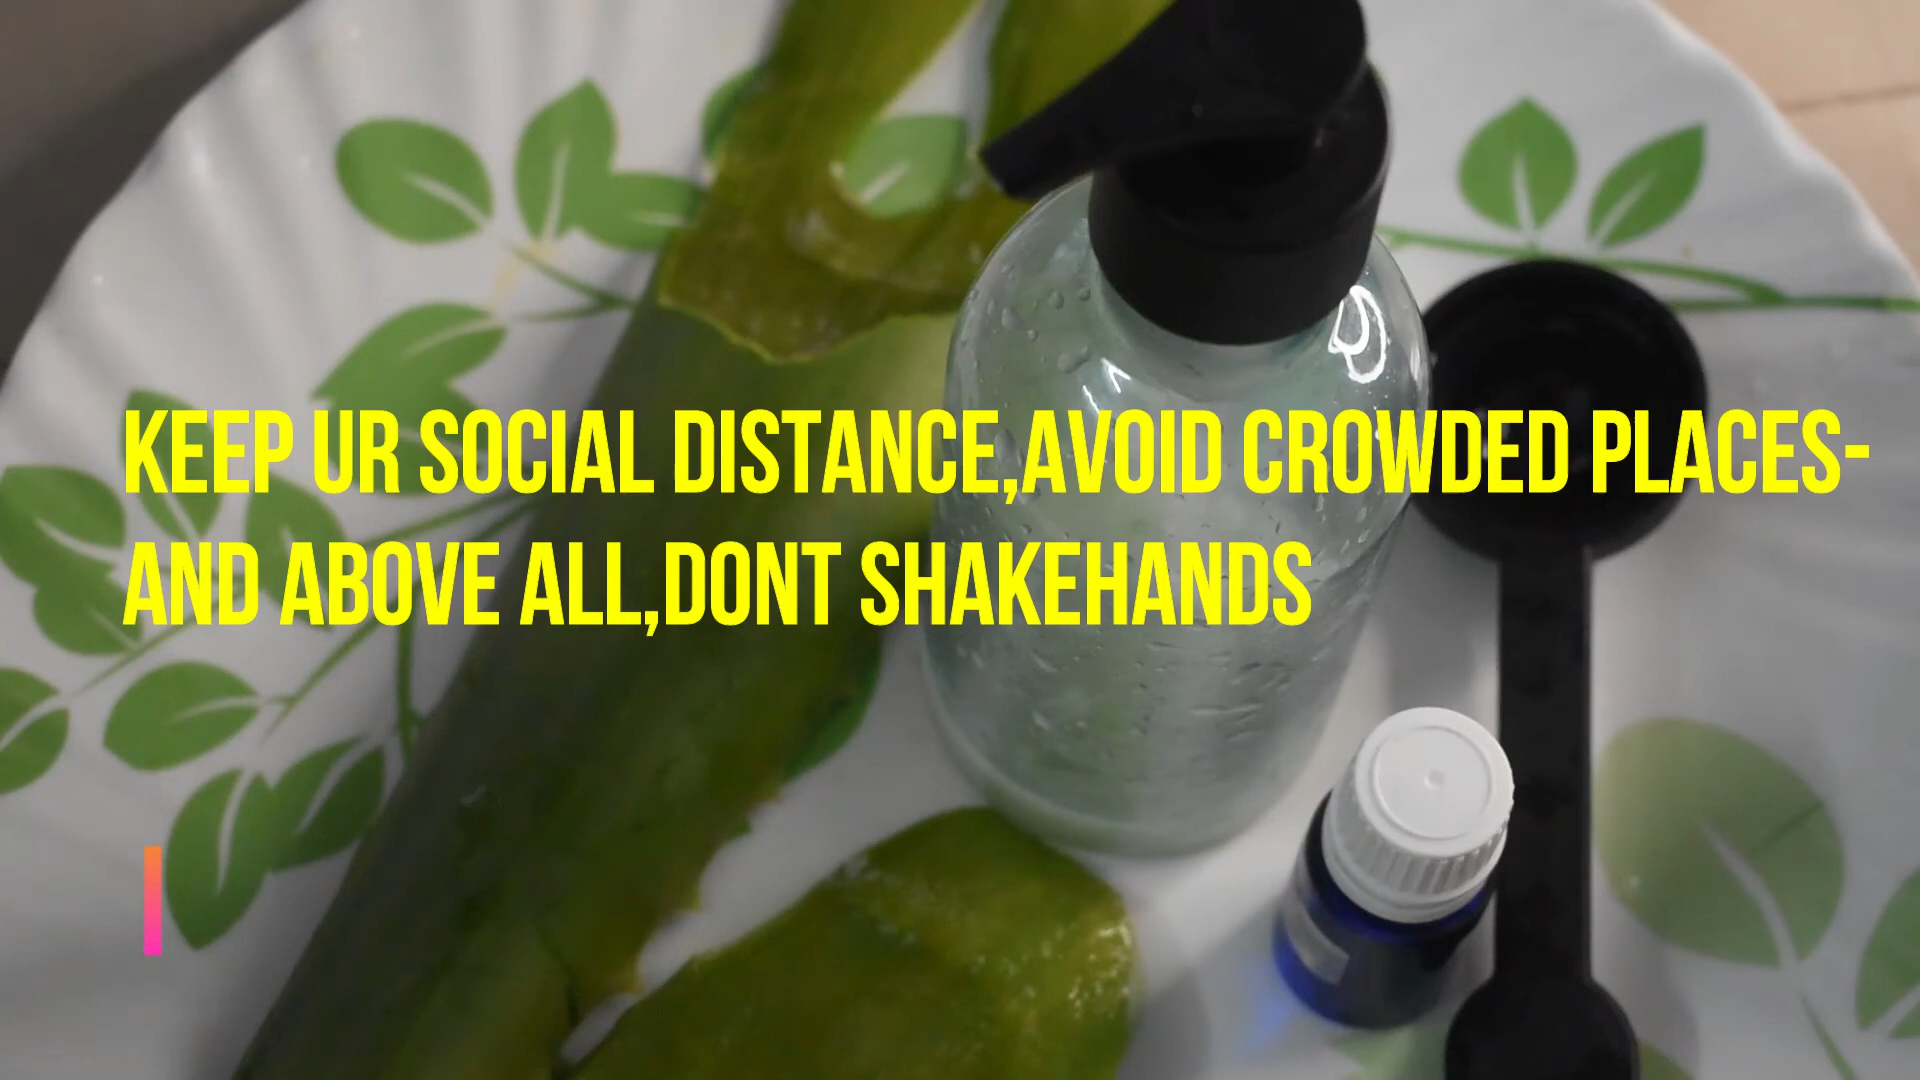 KEEP UR SOCIAL DISTANCE,AVOID CROWDED PLACES-
AND ABOVE ALL,DONT SHAKEHANDS